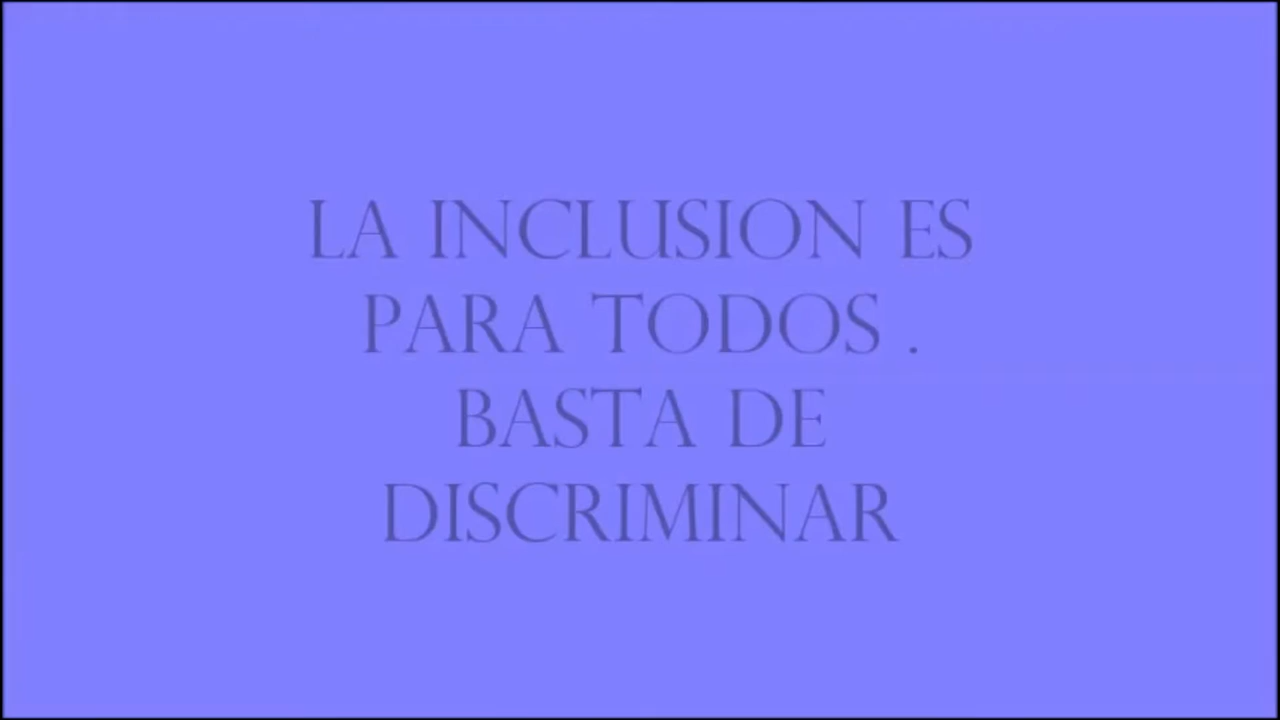 LA INCLUSION ES
PARA TODOS .
BASTA DE
DISCRIMINAR